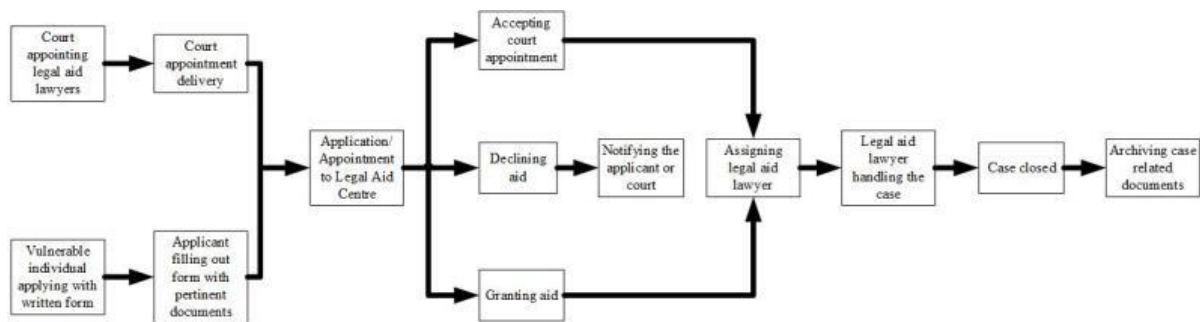 Court
appointing
legal aid
lawyers
Court
appointment
delivery
Vulnerable
individual
applying with
written form
Applicant
filling out
form with
pertinent
documents
Application/
Appointment
to Legal Aid
Centre
Accepting
court
appointment
Declining
aid
Notifying the
applicant or
court
Granting aid
Assigning
legal aid
lawyer
Legal aid
lawyer
handling the
case
Case closed
Archiving case
related
documents